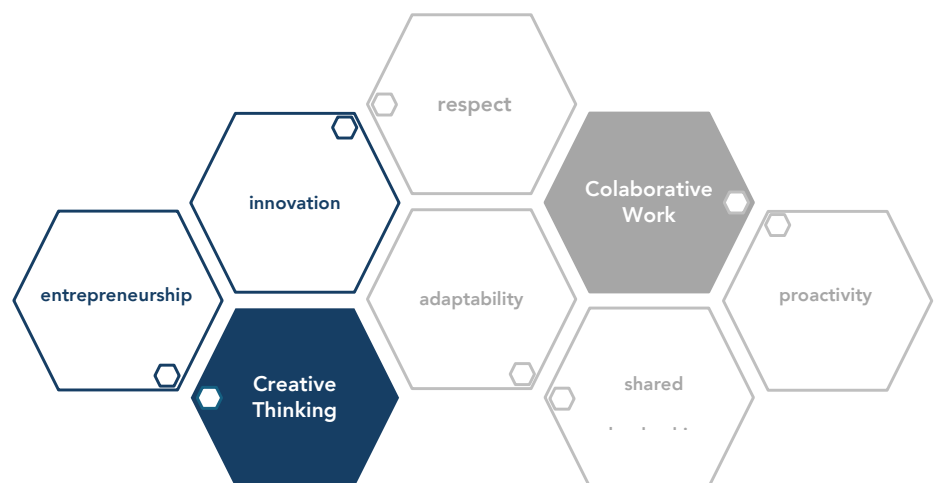 respect
Colaborative
Work
innovation
entrepreneurship
adaptability
proactivity
Creative
Thinking
shared